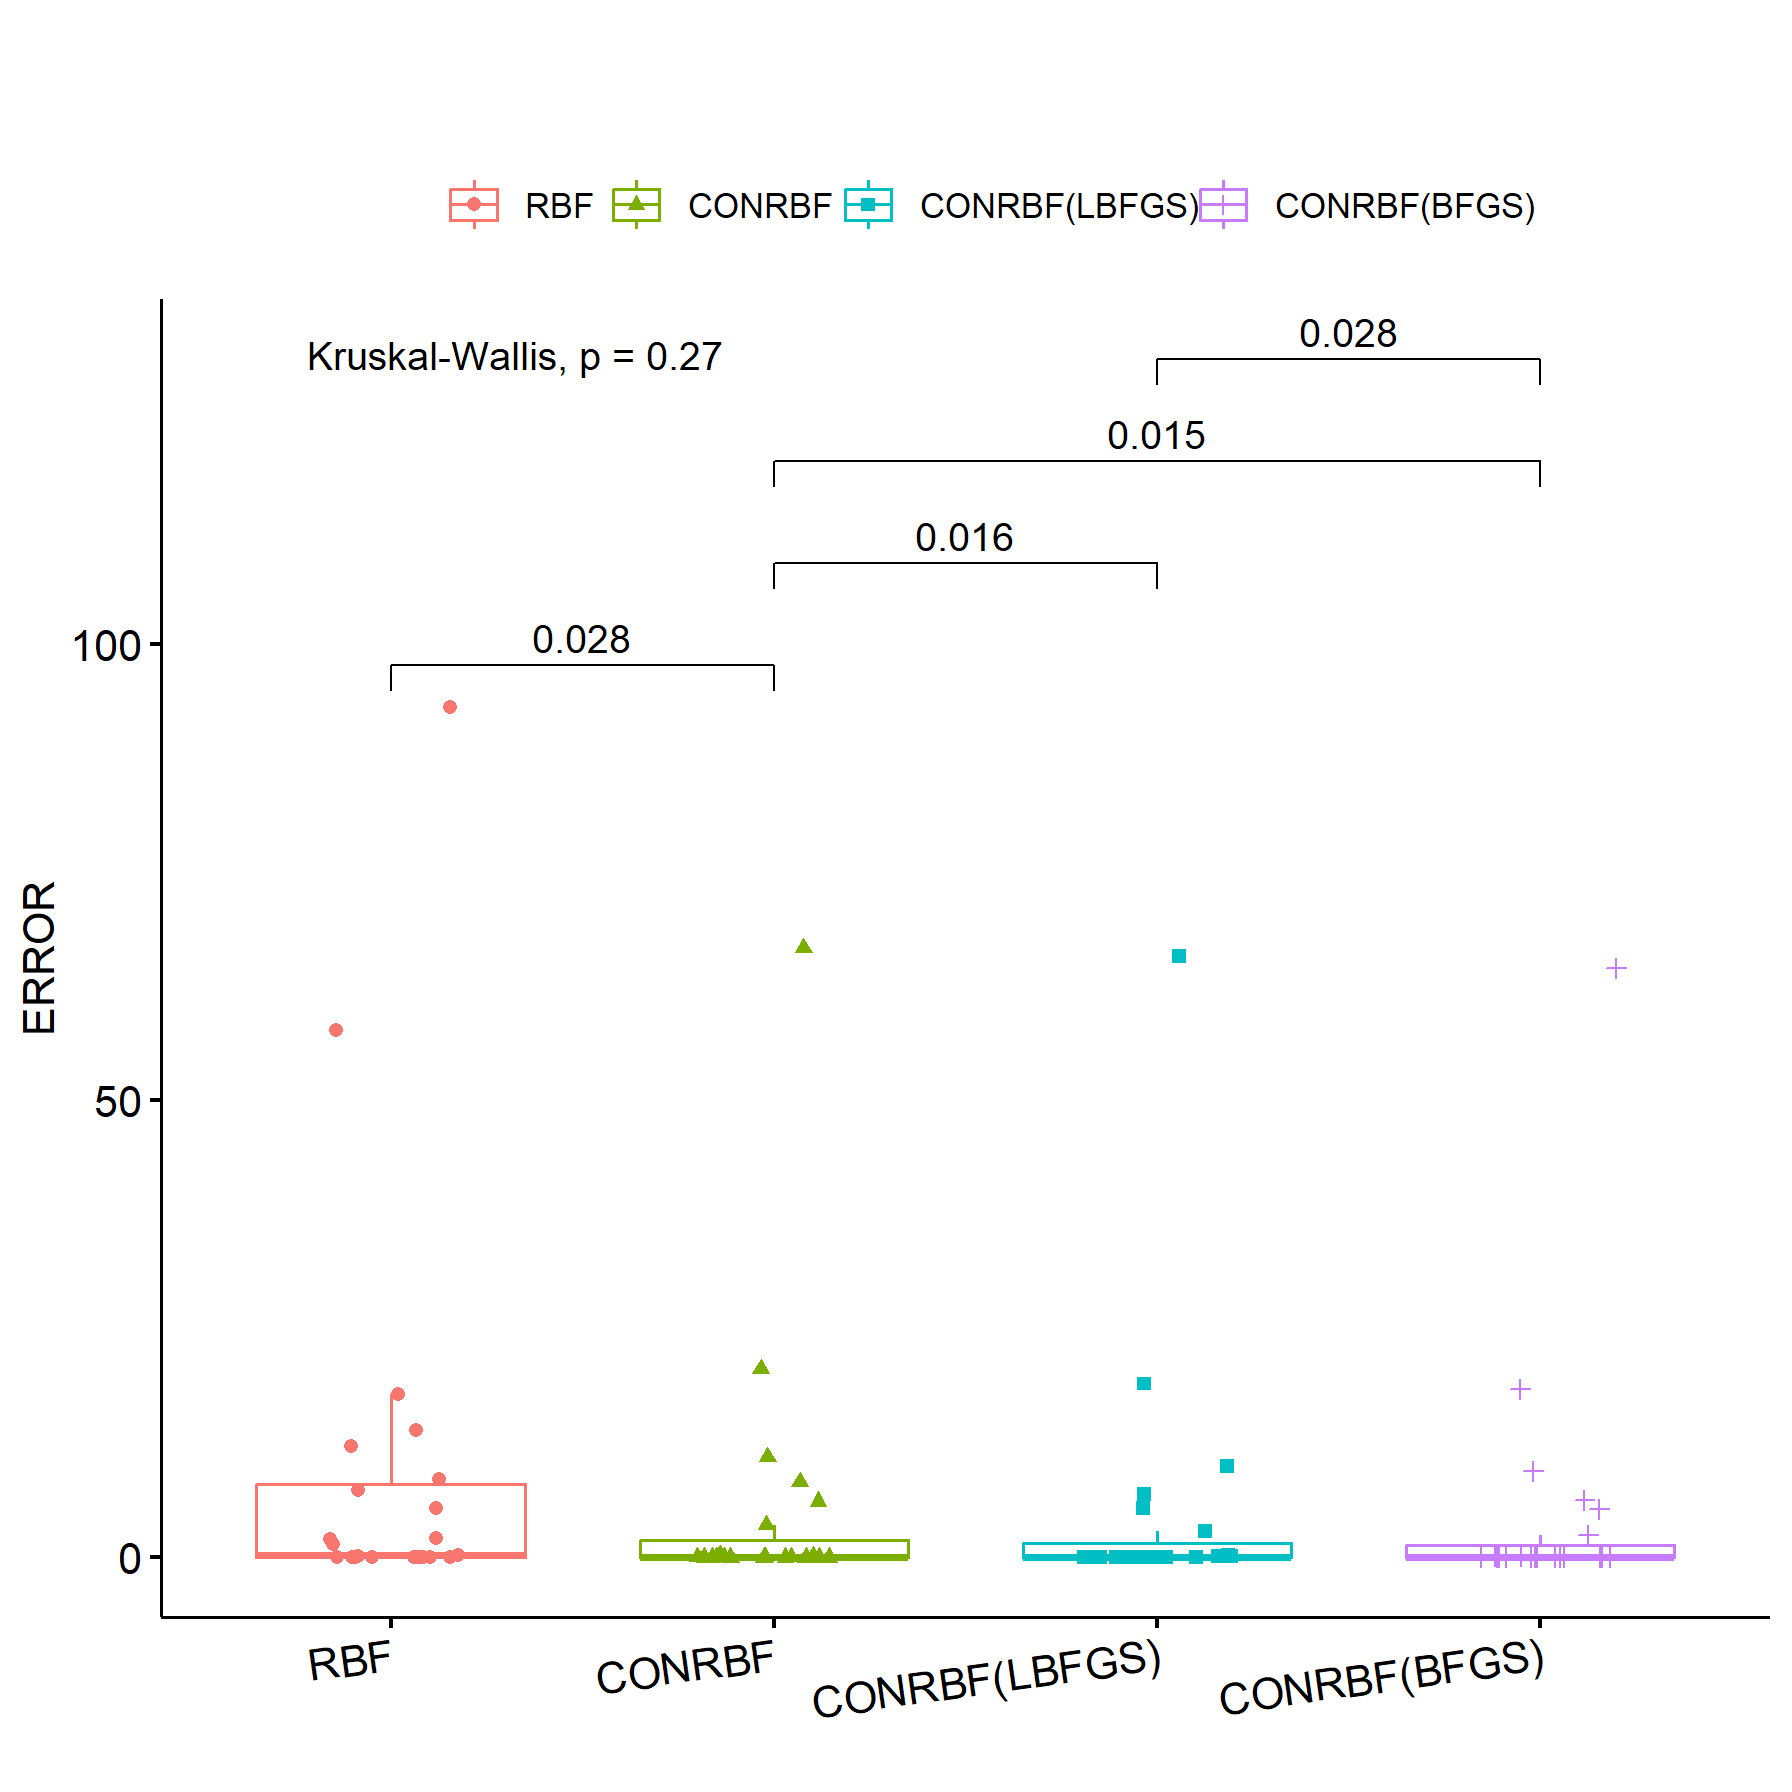 RBF CONRBF CONRBF(LBFGS) CONRBF(BFGS)
Kruskal-Wallis, p = 0.27
0.028
0.015
0.016
0.028
100
50
0
ERROR
RBF
CONRBF
CONRBF(LBFGS)
CONRBF(BFGS)